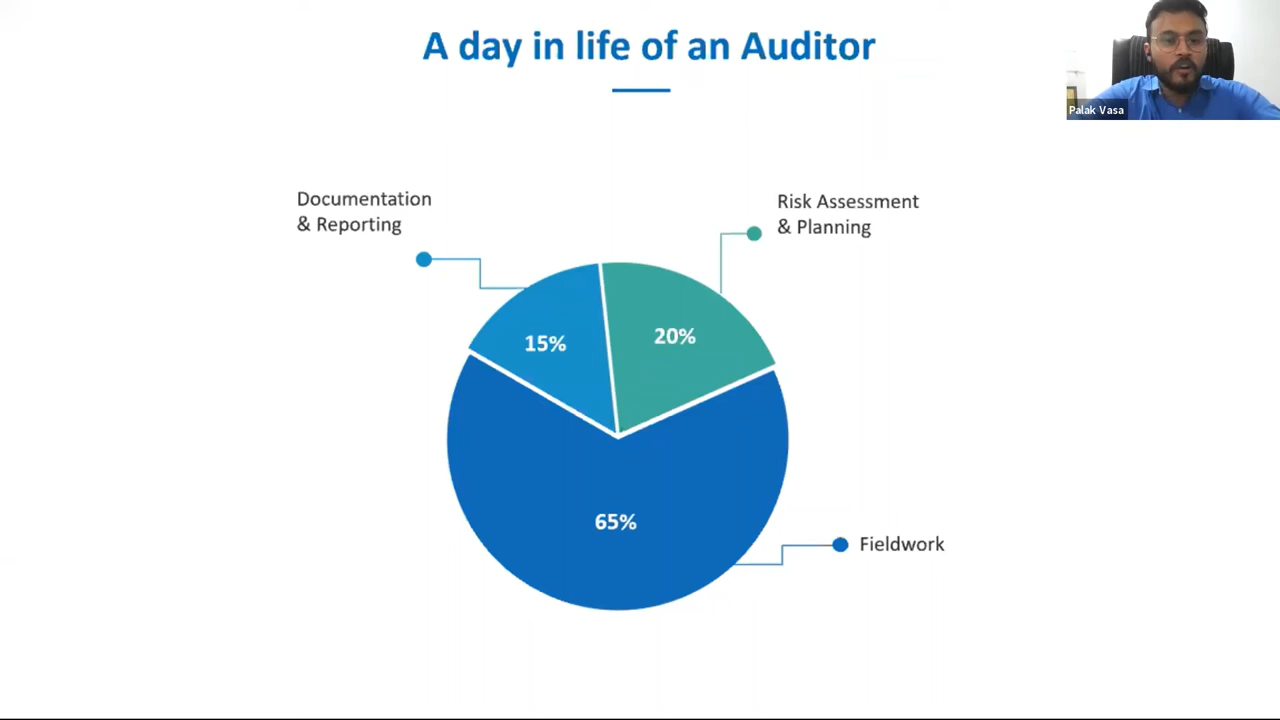 A day in life of an Auditor
Palak Vasa
Documentation
& Reporting
Risk Assessment
& Planning
15%
20%
65%
Fieldwork